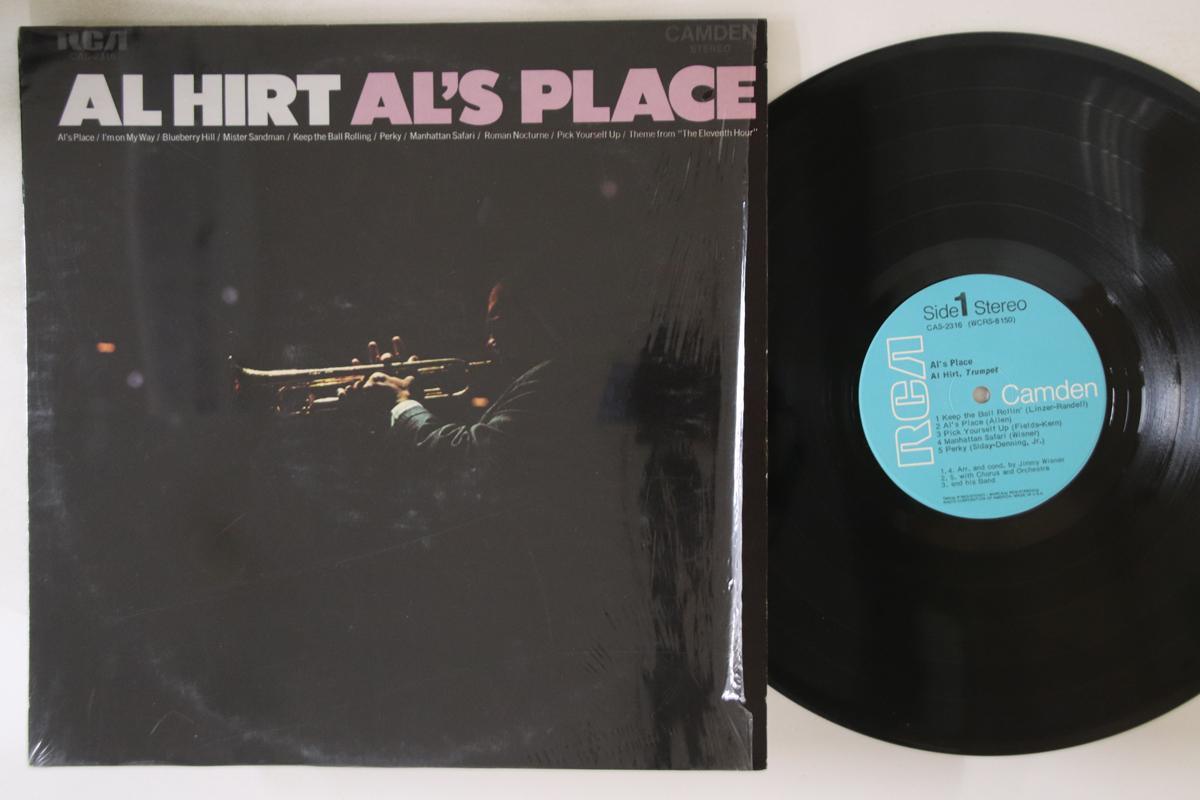 RCA
CAS-2316
CAMDEN
STEREO
AL HIRT AL'S PLACE
Al's Place / I'm on My Way / Blueberry Hill / Mister Sandman / Keep the Ball Rolling / Perky / Manhattan Safari / Roman Nocturne / Pick Yourself Up / Theme from "The Eleventh Hour"
Side 1 Stereo
CAS-2316 (WCRS-8150)
RCA
Al's Place
Al Hirt, Trumpet
Camden
1 Keep the Ball Rollin' (Linzer-Randell)
2 Al's Place (Allen)
3 Pick Yourself Up (Fields-Kern)
4 Manhattan Safari (Wisner)
5 Perky (Siday-Denning, Jr.)
1, 4. Arr. and cond. by Jimmy Wisner
2, 5. with Chorus and Orchestra
3. and his Band